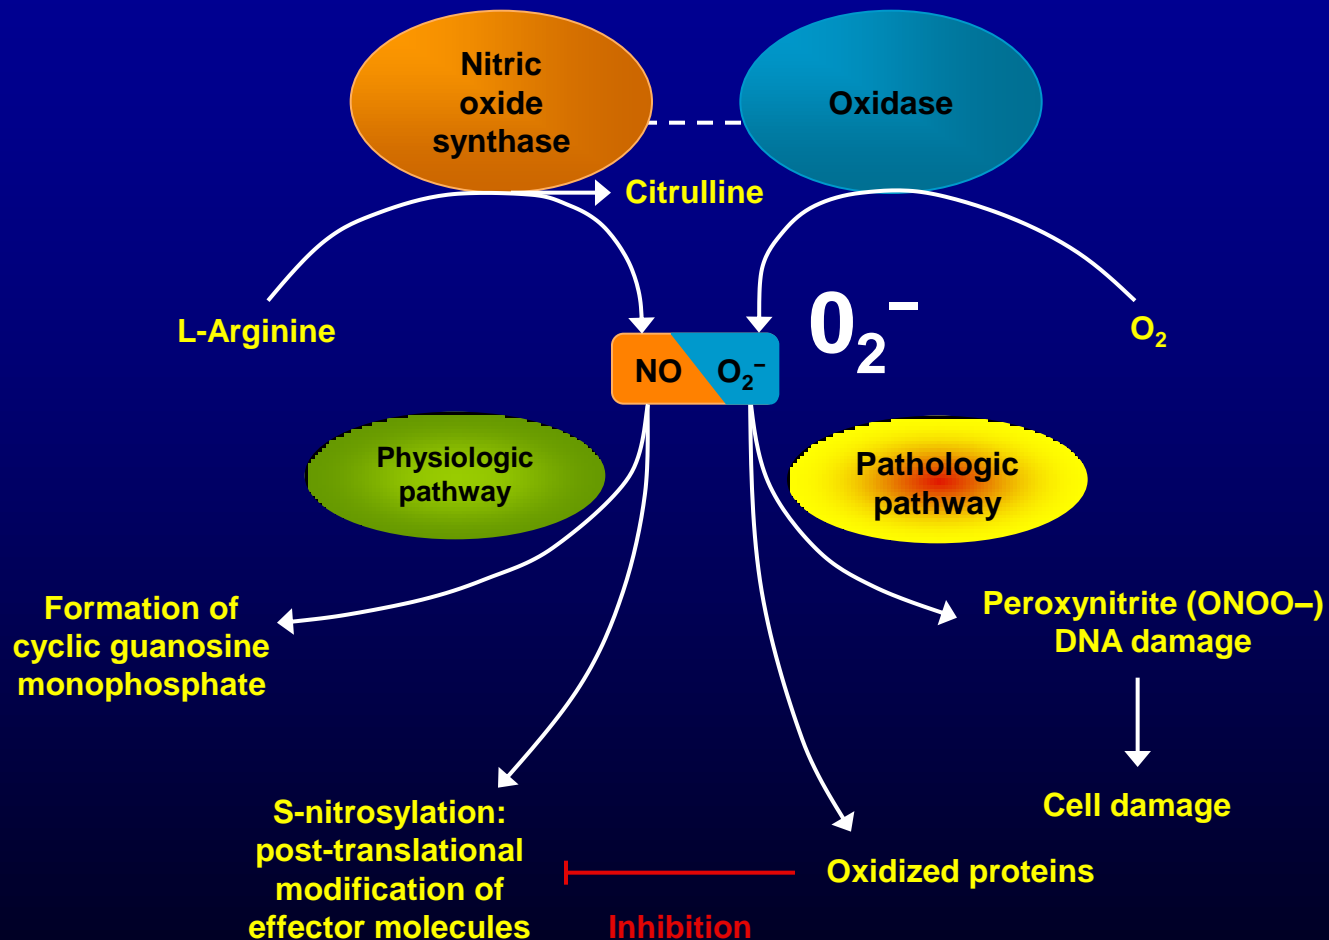 Nitric
oxide
synthase
Oxidase
Citrulline
L-Arginine
NO
O₂⁻
0₂⁻
O₂
Physiologic
pathway
Pathologic
pathway
Formation of
cyclic guanosine
monophosphate
Peroxynitrite (ONOO–)
DNA damage
Cell damage
S-nitrosylation:
post-translational
modification of
effector molecules
Oxidized proteins
Inhibition